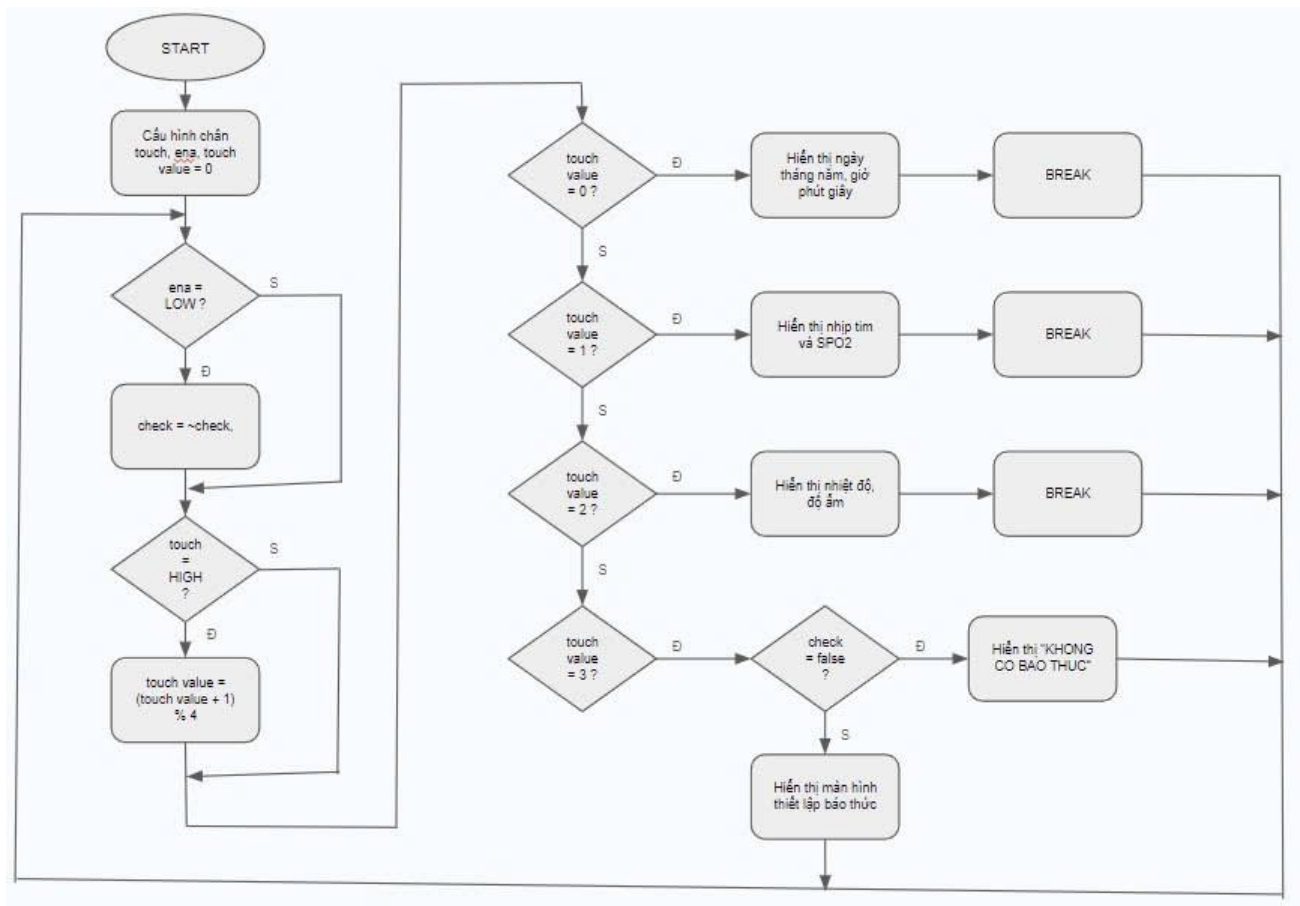 START
Cấu hình chân
touch, ena, touch
value = 0
ena =
LOW ?
S
Đ
check = ~check,
touch
=
HIGH
?
S
Đ
touch value =
(touch value + 1)
% 4
touch
value
= 0 ?
Đ
Hiển thị ngày
tháng năm, giờ
phút giây
BREAK
S
touch
value
= 1 ?
Đ
Hiển thị nhịp tim
và SPO2
BREAK
S
touch
value
= 2 ?
Đ
Hiển thị nhiệt độ,
độ ẩm
BREAK
S
touch
value
= 3 ?
Đ
check
= false
?
Đ
Hiển thị "KHONG
CO BAO THUC"
S
Hiển thị màn hình
thiết lập báo thức